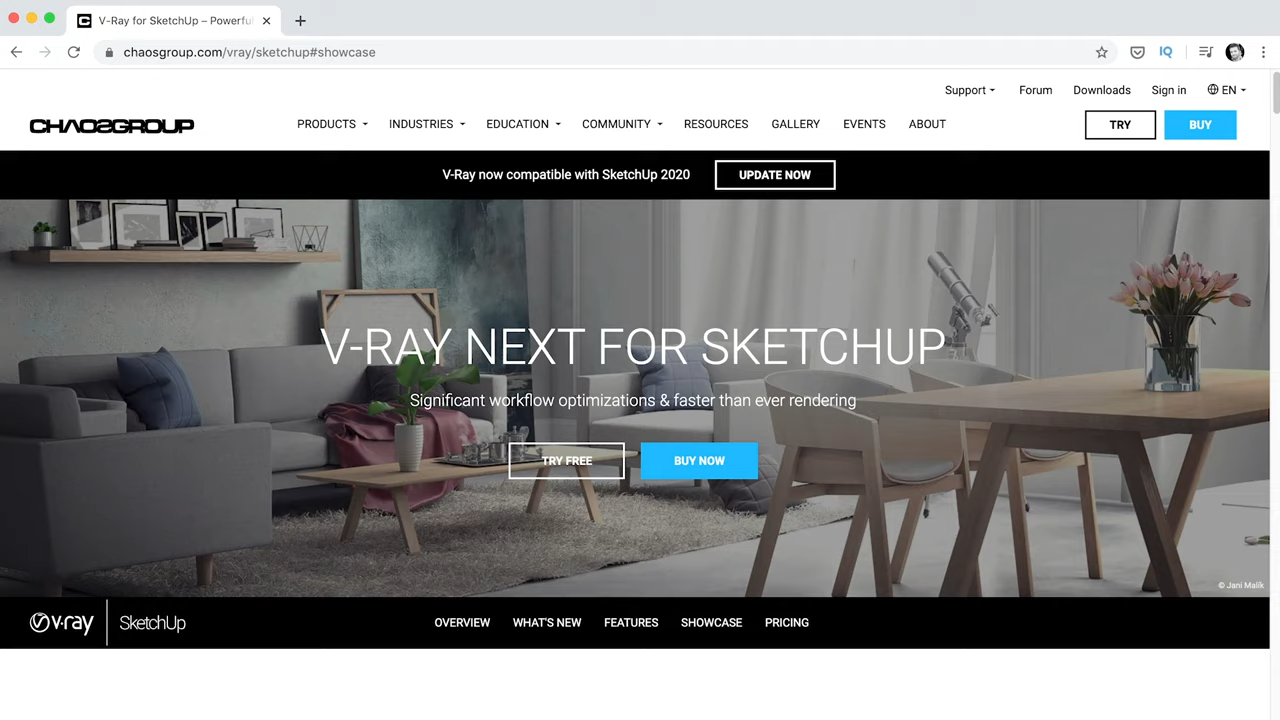 V-Ray for SketchUp – Powerful
chaosgroup.com/vray/sketchup#showcase
IQ
Support
Forum
Downloads
Sign in
EN
CHAOSGROUP
PRODUCTS
INDUSTRIES
EDUCATION
COMMUNITY
RESOURCES
GALLERY
EVENTS
ABOUT
TRY
BUY
V-Ray now compatible with SketchUp 2020
UPDATE NOW
V-RAY NEXT FOR SKETCHUP
Significant workflow optimizations & faster than ever rendering
TRY FREE
BUY NOW
© Jani Malik
v-ray
SketchUp
OVERVIEW
WHAT'S NEW
FEATURES
SHOWCASE
PRICING